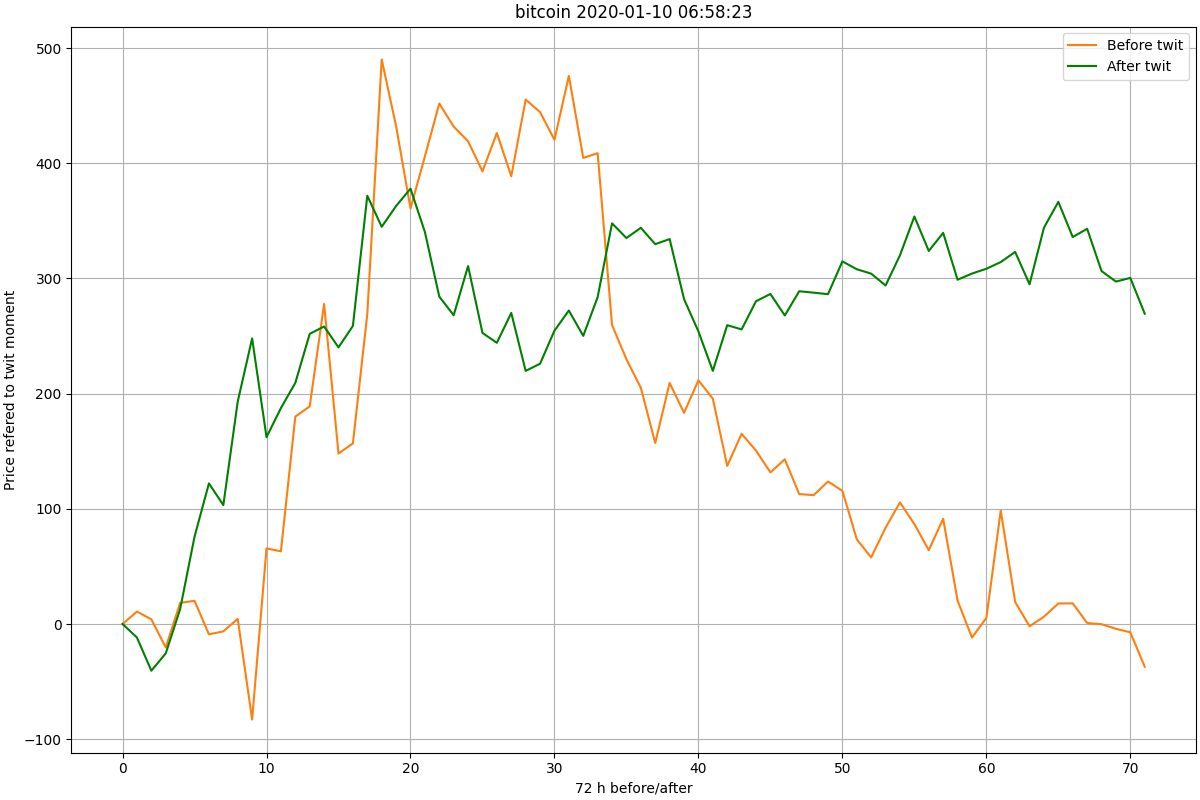 bitcoin 2020-01-10 06:58:23
Before twit
After twit
500
400
300
200
100
0
−100
Price refered to twit moment
0 10 20 30 40 50 60 70
72 h before/after